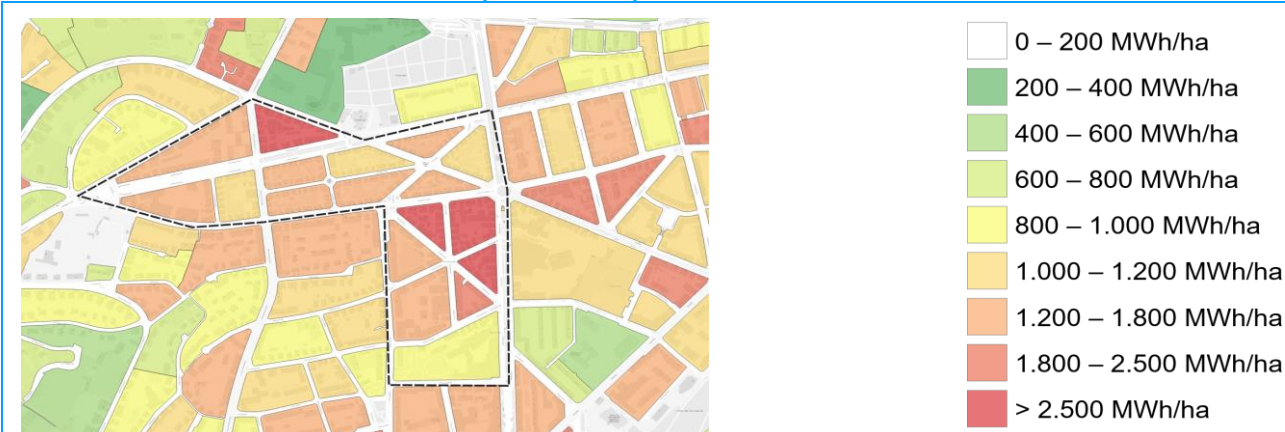 0 – 200 MWh/ha
200 – 400 MWh/ha
400 – 600 MWh/ha
600 – 800 MWh/ha
800 – 1.000 MWh/ha
1.000 – 1.200 MWh/ha
1.200 – 1.800 MWh/ha
1.800 – 2.500 MWh/ha
> 2.500 MWh/ha